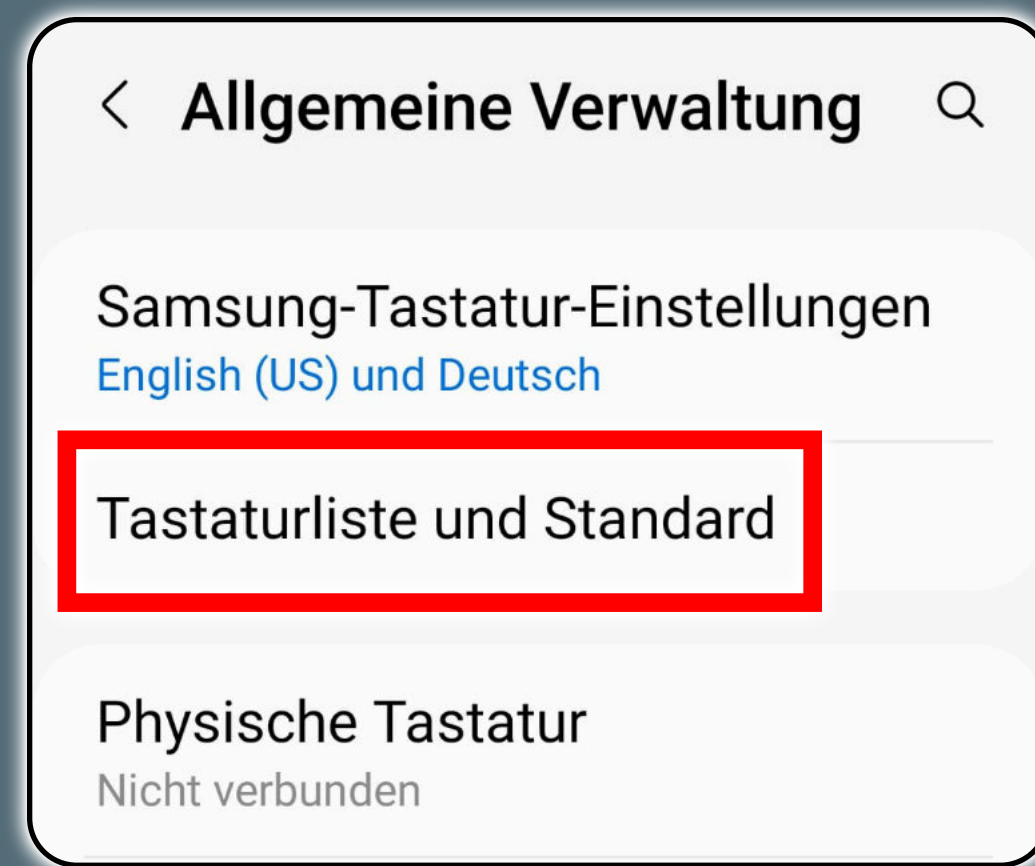 Allgemeine Verwaltung
Samsung-Tastatur-Einstellungen
English (US) und Deutsch
Tastaturliste und Standard
Physische Tastatur
Nicht verbunden